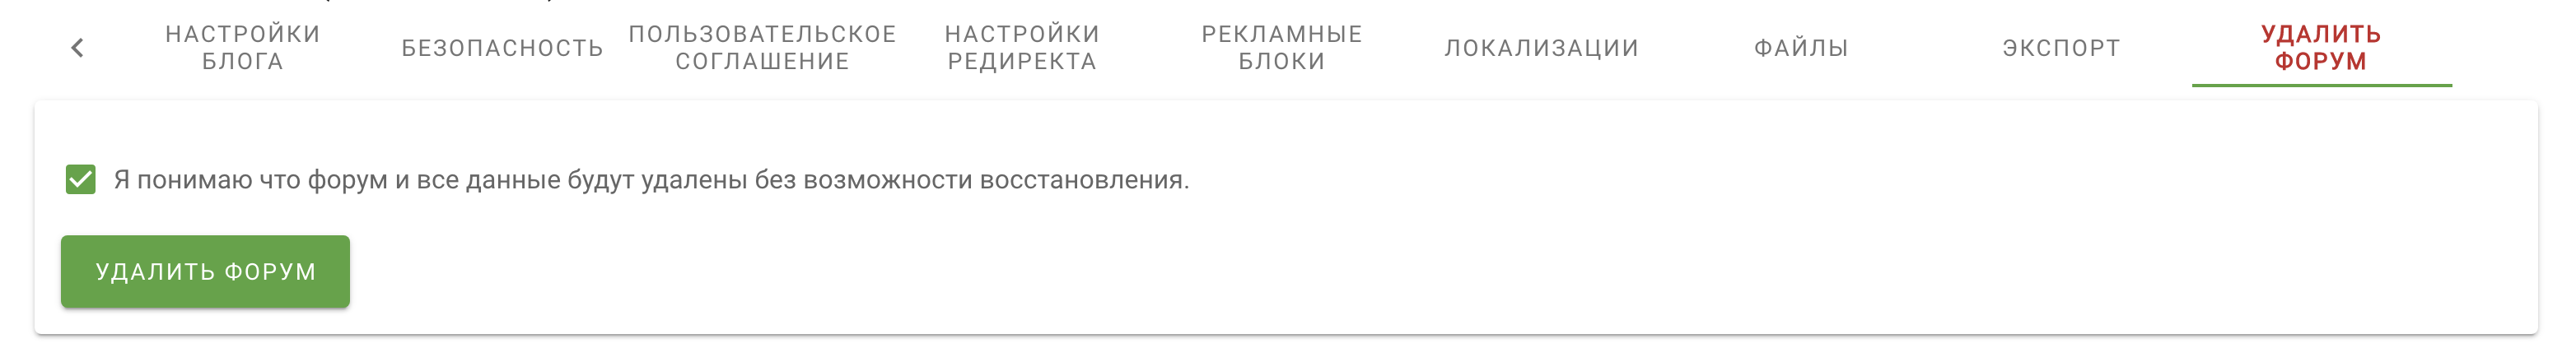 НАСТРОЙКИ
БЛОГА
БЕЗОПАСНОСТЬ
ПОЛЬЗОВАТЕЛЬСКОЕ
СОГЛАШЕНИЕ
НАСТРОЙКИ
РЕДИРЕКТА
РЕКЛАМНЫЕ
БЛОКИ
ЛОКАЛИЗАЦИИ
ФАЙЛЫ
ЭКСПОРТ
УДАЛИТЬ
ФОРУМ
Я понимаю что форум и все данные будут удалены без возможности восстановления.
УДАЛИТЬ ФОРУМ